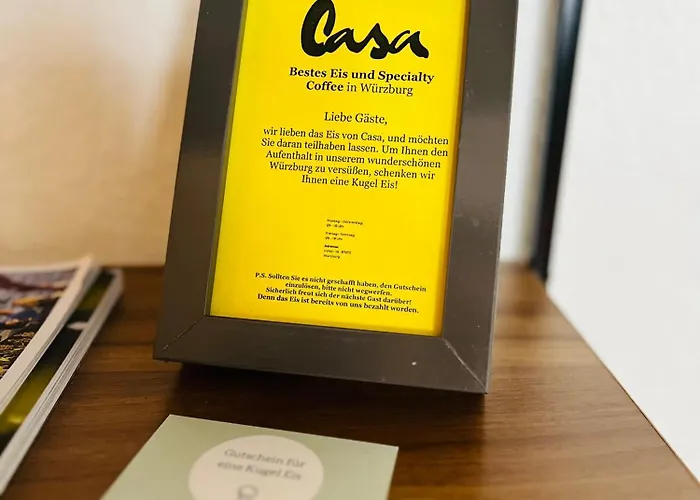 Casa
Bestes Eis und Specialty
Coffee in Würzburg
Liebe Gäste,
wir lieben das Eis von Casa, und möchten
Sie daran teilhaben lassen. Um Ihnen den
Aufenthalt in unserem wunderschönen
Würzburg zu versüßen, schenken wir
Ihnen eine Kugel Eis!
P.S. Sollten Sie es nicht geschafft haben, den Gutschein
einzulösen, bitte nicht wegwerfen.
Sicherlich freut sich der nächste Gast darüber!
Denn das Eis ist bereits von uns bezahlt worden.
Gutschein für
eine Kugel Eis